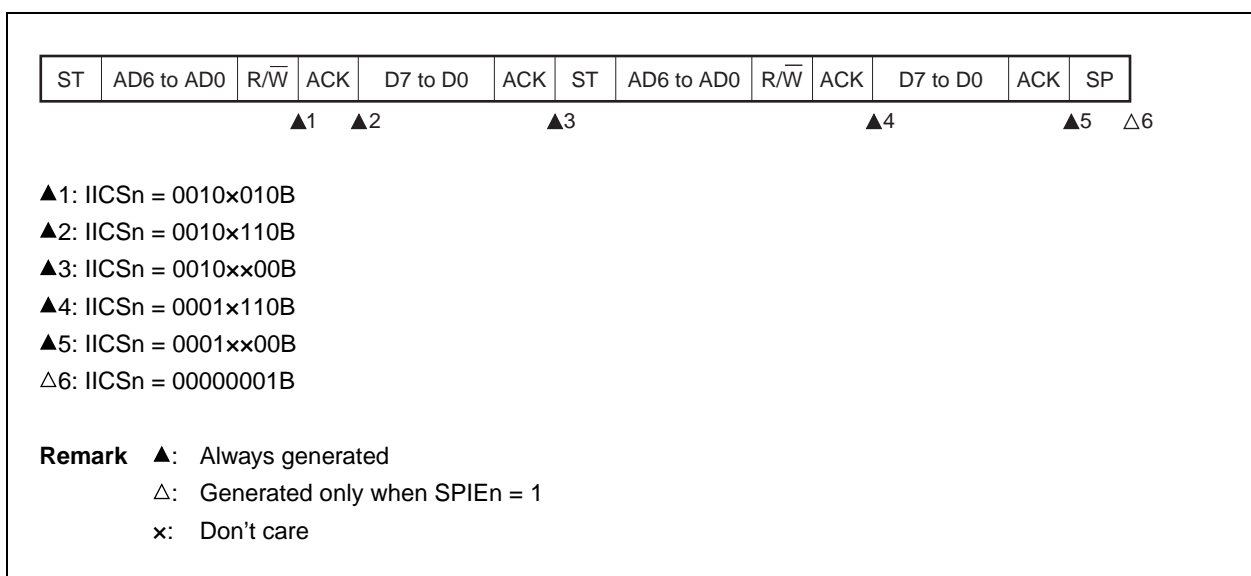 ST AD6 to AD0 R/W̅ ACK D7 to D0 ACK ST AD6 to AD0 R/W̅ ACK D7 to D0 ACK SP
▲1 ▲2 ▲3 ▲4 ▲5 △6
▲1: IICSn = 0010×010B
▲2: IICSn = 0010×110B
▲3: IICSn = 0010××00B
▲4: IICSn = 0001×110B
▲5: IICSn = 0001××00B
△6: IICSn = 00000001B
Remark ▲: Always generated
△: Generated only when SPIEn = 1
×: Don't care